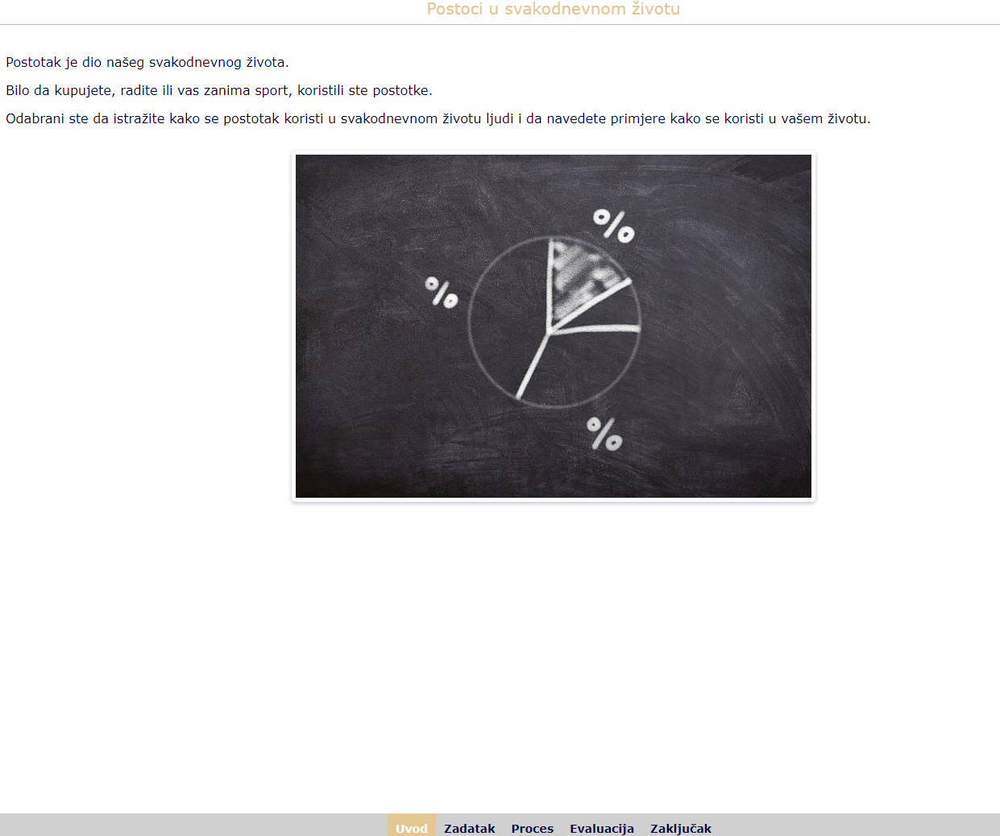 Postoci u svakodnevnom životu
Postotak je dio našeg svakodnevnog života.
Bilo da kupujete, radite ili vas zanima sport, koristili ste postotke.
Odabrani ste da istražite kako se postotak koristi u svakodnevnom životu ljudi i da navedete primjere kako se koristi u vašem životu.
%
%
%
Uvod Zadatak Proces Evaluacija Zaključak